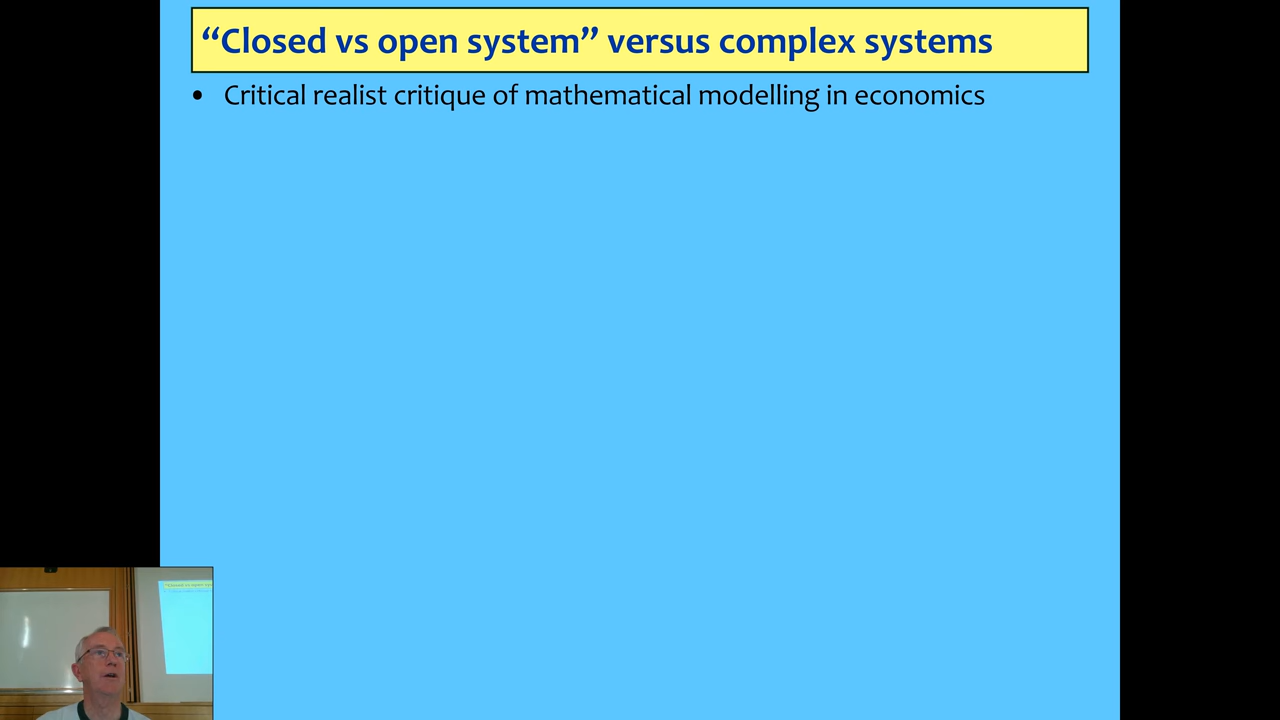 “Closed vs open system” versus complex systems
• Critical realist critique of mathematical modelling in economics